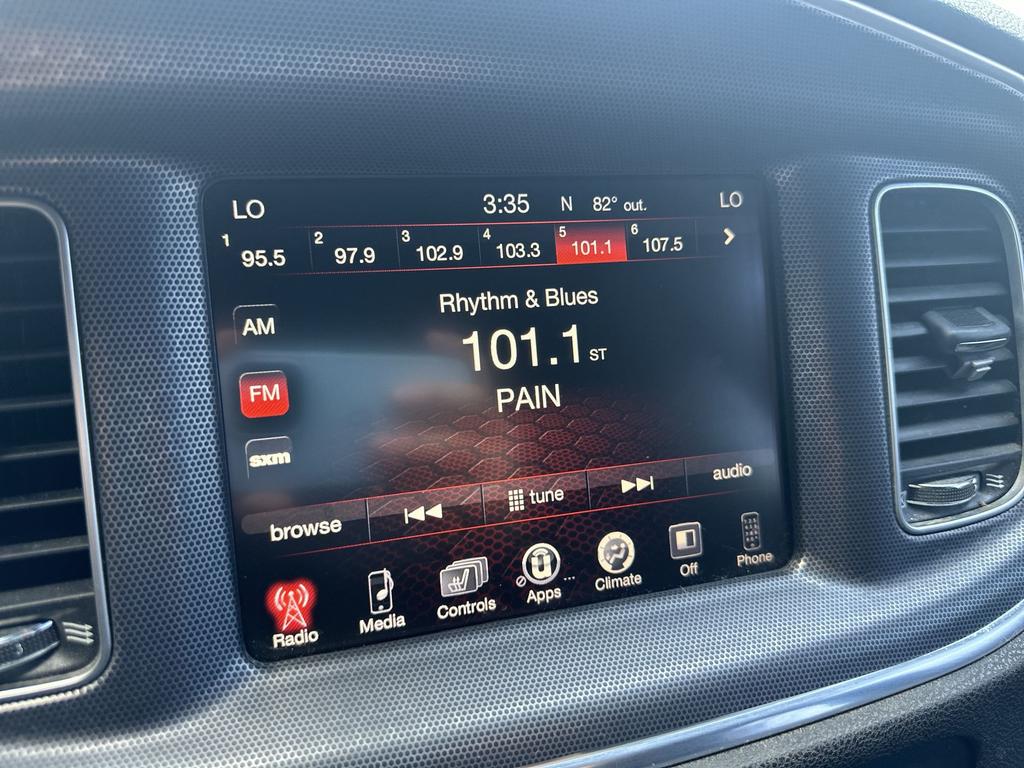 LO 3:35 N 82° out. LO
1 95.5 2 97.9 3 102.9 4 103.3 5 101.1 6 107.5
Rhythm & Blues
AM
101.1 ST
FM
PAIN
sxm
browse tune audio
Radio Media Controls Apps ... Climate Off Phone